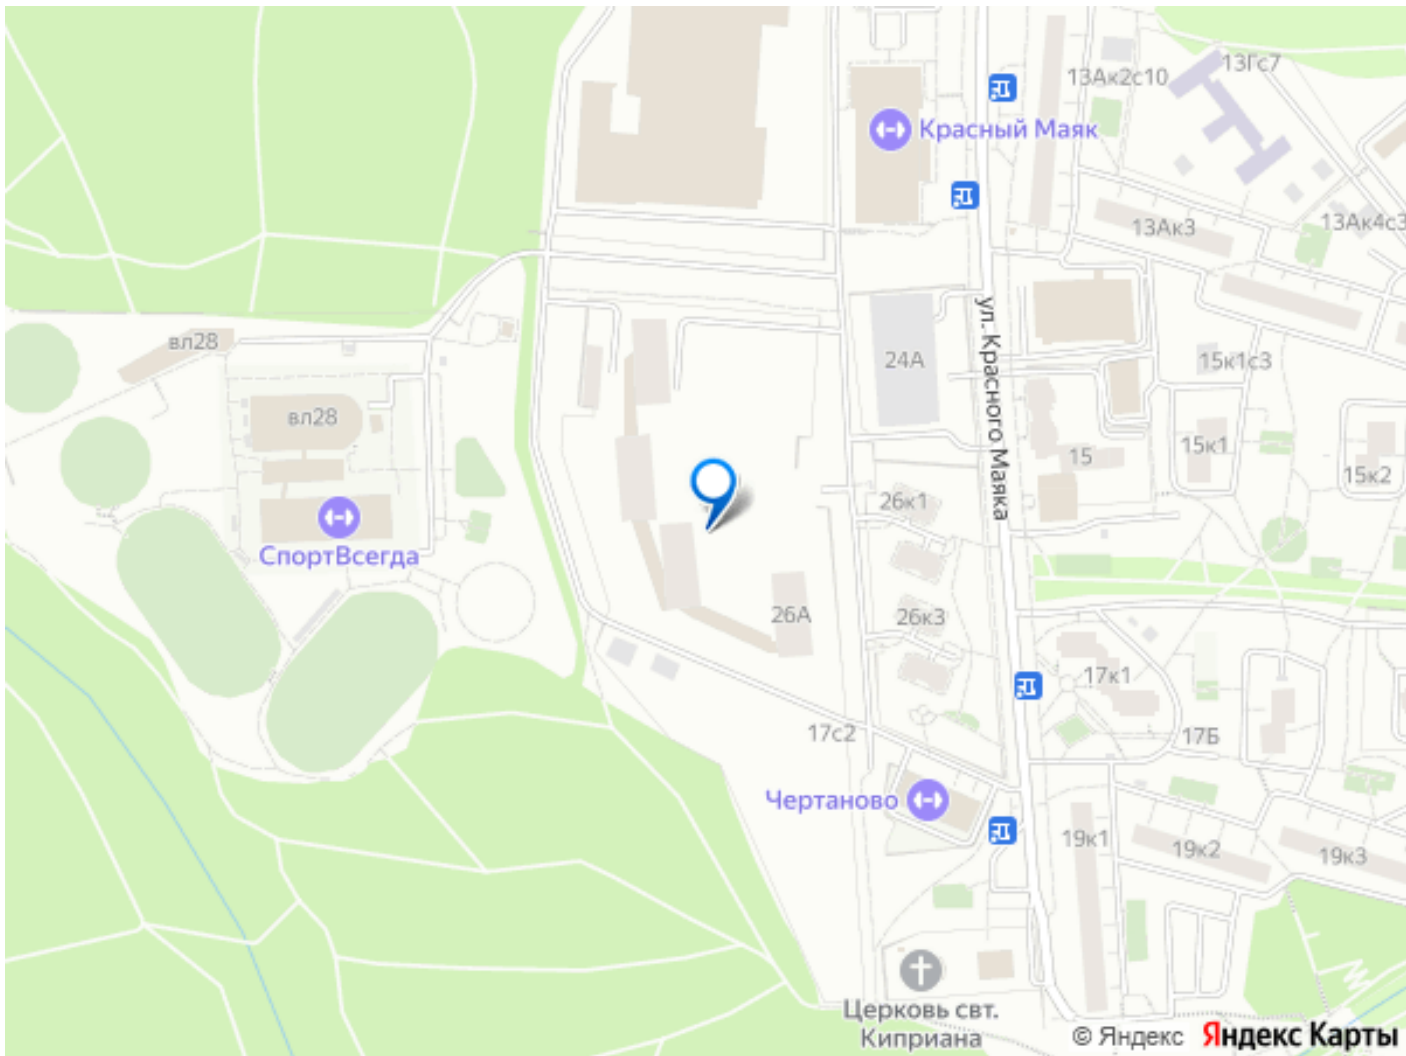 13Гс7
13Ак2с10
Красный Маяк
13Ак3
13Ак4с3
вл28
24А
ул. Красного Маяка
15к1с3
вл28
15к1
15
15к2
26к1
СпортВсегда
26А
26к3
17к1
17с2
17Б
Чертаново
19к1
19к2
19к3
Церковь свт.
Киприана
© Яндекс Яндекс Карты